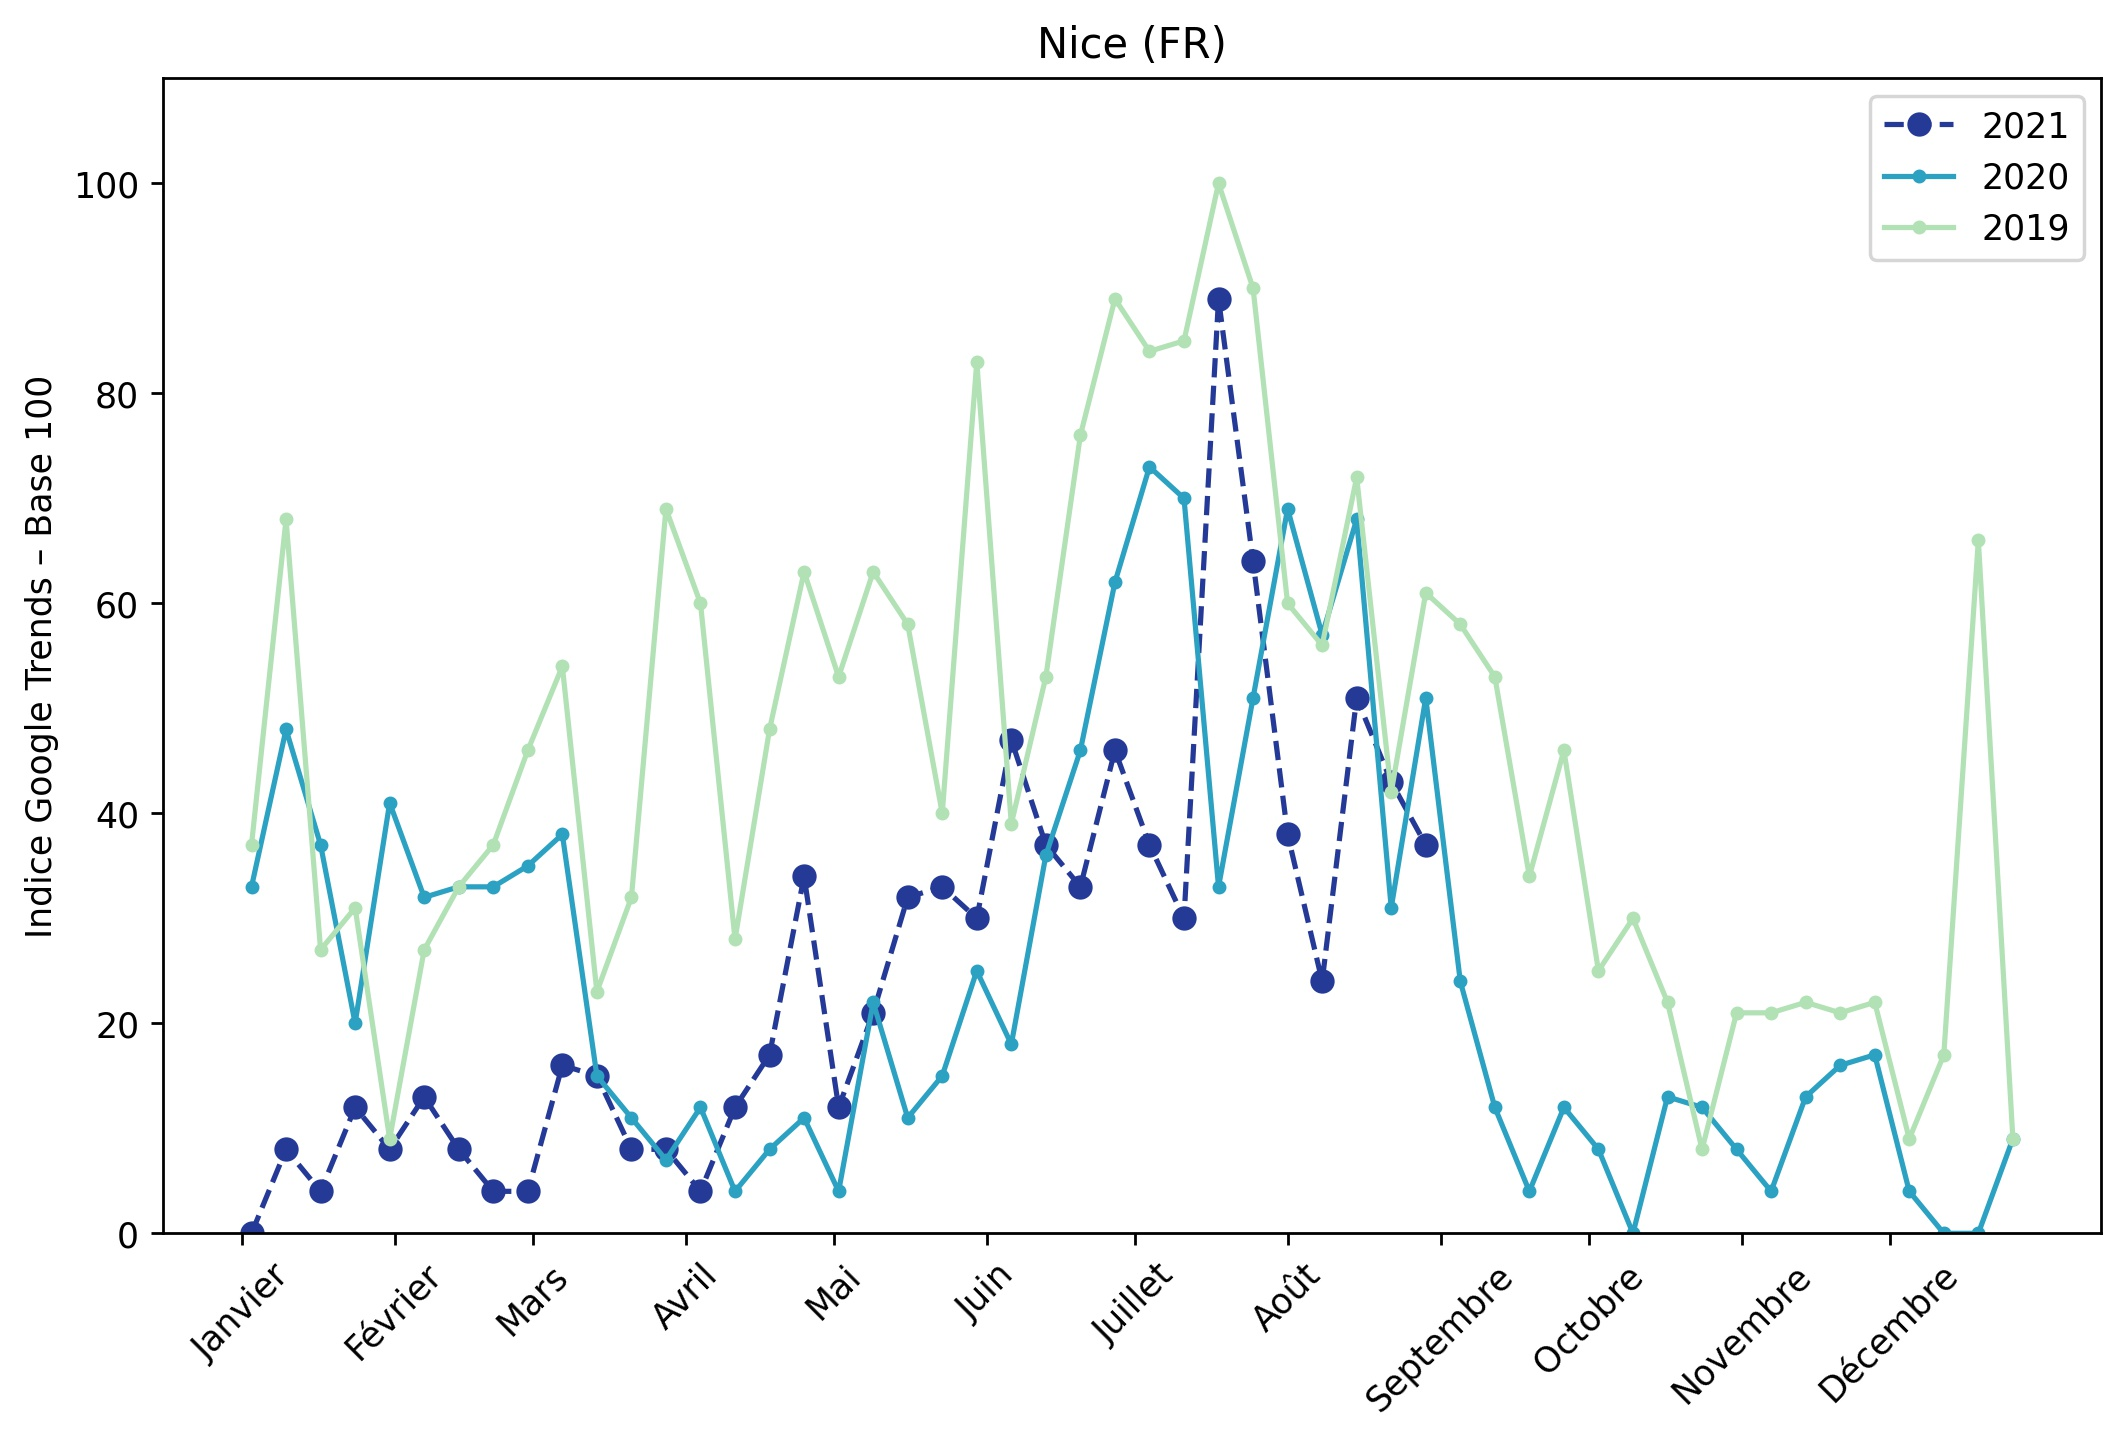 Nice (FR)
2021
2020
2019
Indice Google Trends – Base 100
100
80
60
40
20
0
Janvier
Février
Mars
Avril
Mai
Juin
Juillet
Août
Septembre
Octobre
Novembre
Décembre